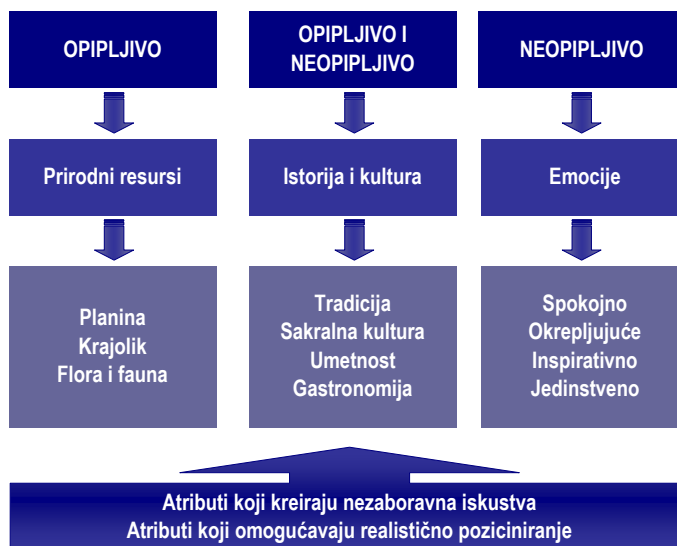 OPIPLJIVO
OPIPLJIVO I
NEOPIPLJIVO
NEOPIPLJIVO
Prirodni resursi
Istorija i kultura
Emocije
Planina
Krajolik
Flora i fauna
Tradicija
Sakralna kultura
Umetnost
Gastronomija
Spokojno
Okrepljujuće
Inspirativno
Jedinstveno
Atributi koji kreiraju nezaboravna iskustva
Atributi koji omogućavaju realistično poziciniranje